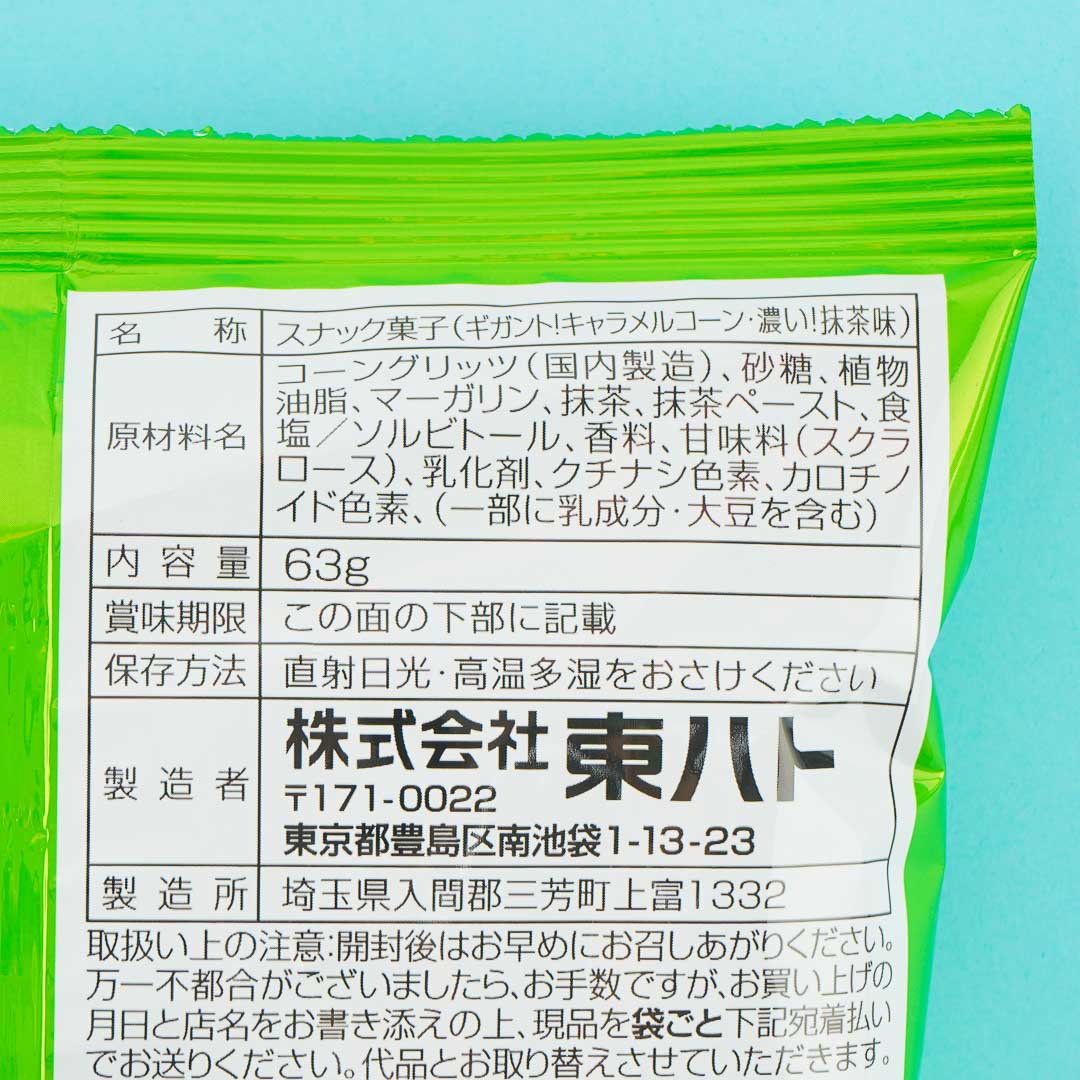 名称 スナック菓子(ギガント!キャラメルコーン・濃い!抹茶味)
原材料名 コーングリッツ(国内製造)、砂糖、植物
油脂、マーガリン、抹茶、抹茶ペースト、食
塩/ソルビトール、香料、甘味料(スクラ
ロース)、乳化剤、クチナシ色素、カロチノ
イド色素、(一部に乳成分・大豆を含む)
内容量 63g
賞味期限 この面の下部に記載
保存方法 直射日光・高温多湿をおさけください
製造者 株式会社 東ハト
〒171-0022
東京都豊島区南池袋1-13-23
製造所 埼玉県入間郡三芳町上富1332
取扱い上の注意:開封後はお早めにお召しあがりください。
万一不都合がございましたら、お手数ですが、お買い上げの
月日と店名をお書き添えの上、現品を袋ごと下記宛着払い
でお送りください。代品とお取り替えさせていただきます。